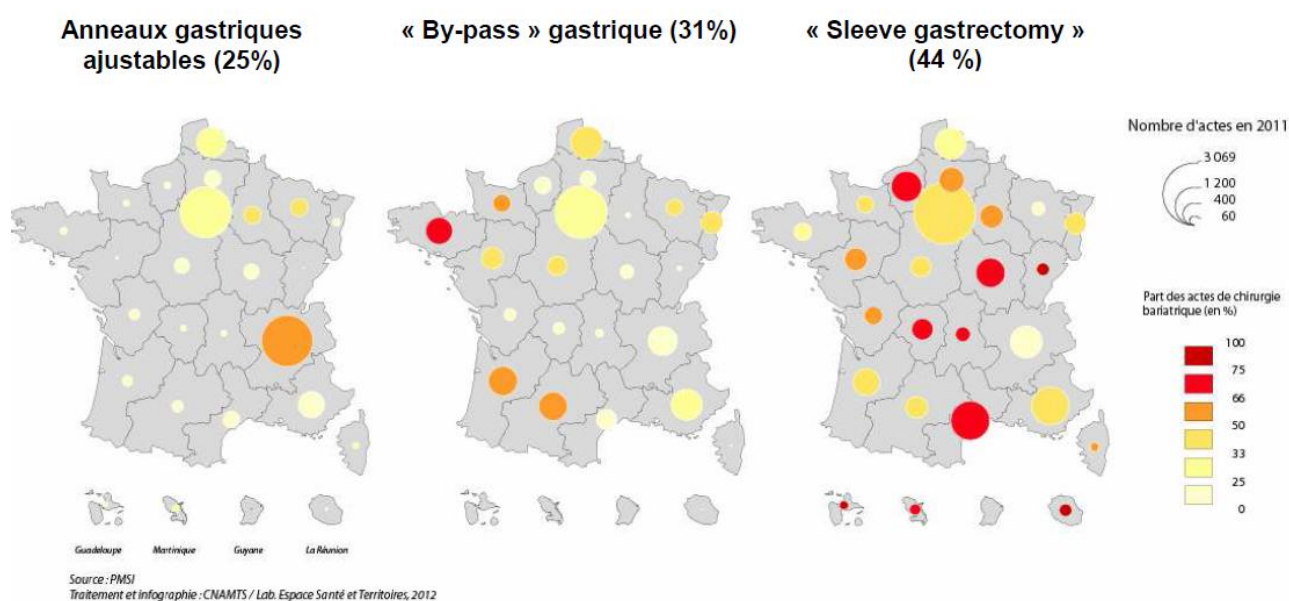 Anneaux gastriques
ajustables (25%)
« By-pass » gastrique (31%)
« Sleeve gastrectomy »
(44 %)
Nombre d'actes en 2011
3 069
1 200
400
60
Part des actes de chirurgie
bariatrique (en %)
100
75
66
50
33
25
0
Guadeloupe
Martinique
Guyane
La Réunion
Source : PMSI
Traitement et infographie : CNAMTS / Lab. Espace Santé et Territoires, 2012